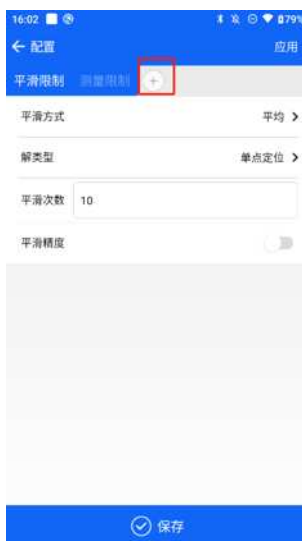 16:02 79%
配置 应用
平滑限制 测量限制
平滑方式 平均
解类型 单点定位
平滑次数 10
平滑精度
保存